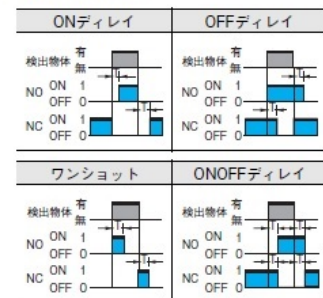 ONディレイ
検出物体 有
無
T
NO ON 1
OFF 0
T
NC ON 1
OFF 0
OFFディレイ
検出物体 有
無
T
NO ON 1
OFF 0
T
NC ON 1
OFF 0
ワンショット
検出物体 有
無
T
NO ON 1
OFF 0
T
NC ON 1
OFF 0
ONOFFディレイ
検出物体 有
無
T T
NO ON 1
OFF 0
T T
NC ON 1
OFF 0